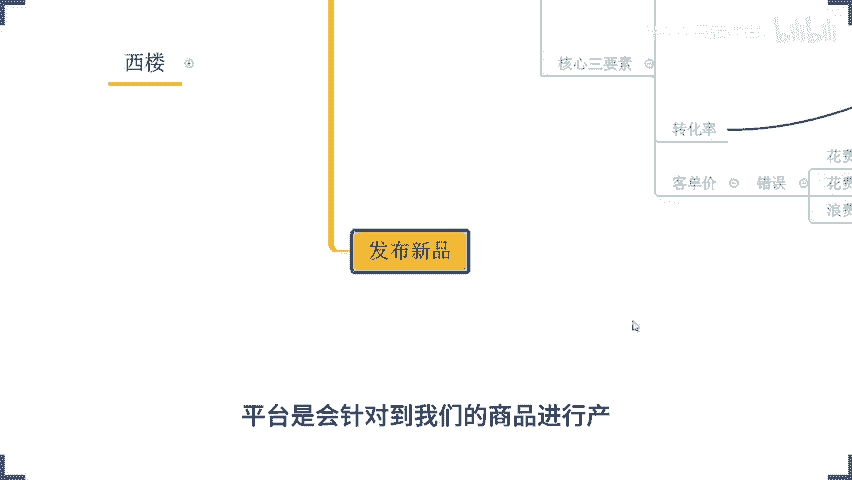 bilibili
西楼
核心三要素
转化率
花费
客单价
错误
花费
浪费
发布新品
平台是会针对到我们的商品进行产